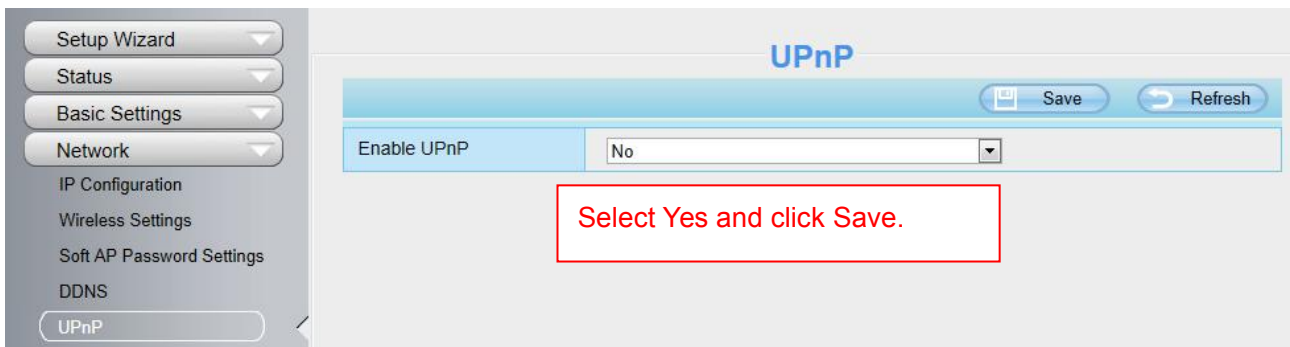 Setup Wizard
Status
Basic Settings
Network
IP Configuration
Wireless Settings
Soft AP Password Settings
DDNS
UPnP
UPnP
Save Refresh
Enable UPnP No
Select Yes and click Save.